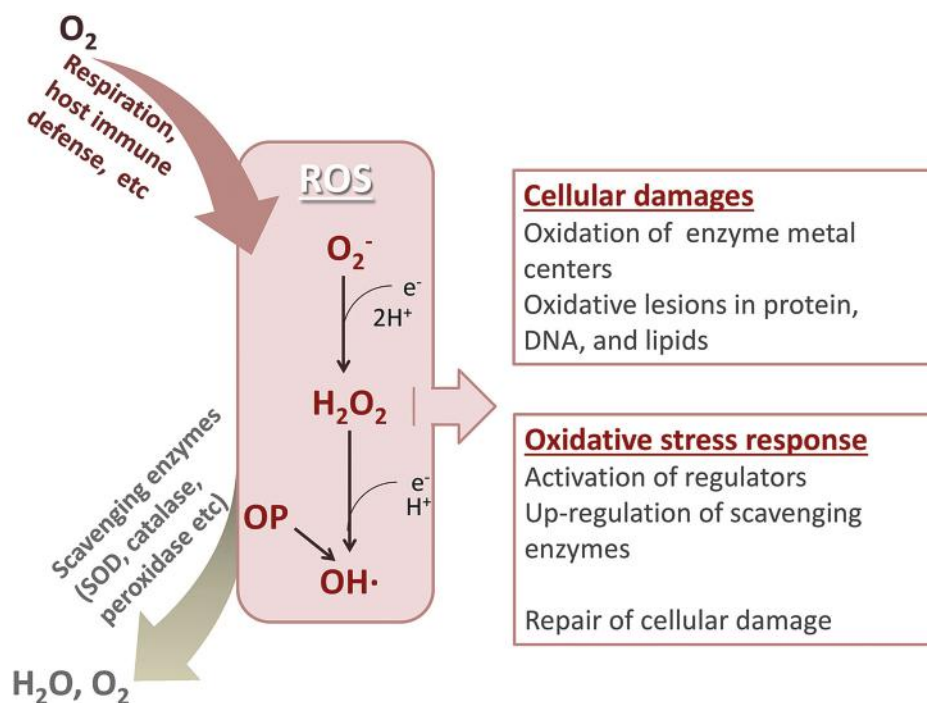 O₂
Respiration,
host immune
defense, etc
ROS
O₂⁻
e⁻
2H⁺
H₂O₂
e⁻
H⁺
OP
OH·
Scavenging enzymes
(SOD, catalase,
peroxidase etc)
H₂O, O₂
Cellular damages
Oxidation of enzyme metal
centers
Oxidative lesions in protein,
DNA, and lipids
Oxidative stress response
Activation of regulators
Up-regulation of scavenging
enzymes
Repair of cellular damage